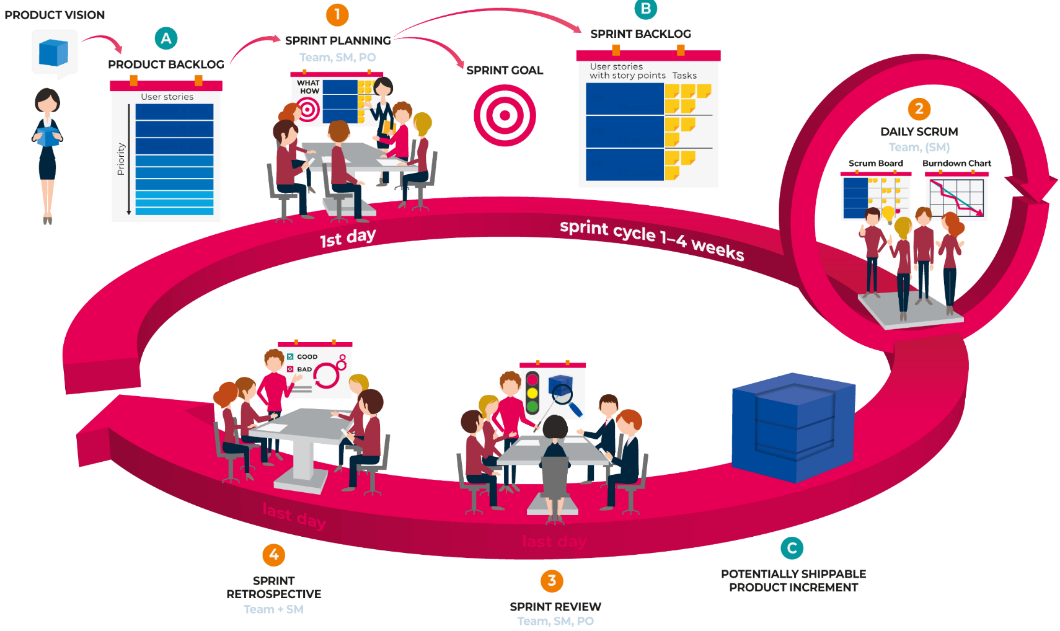 PRODUCT VISION
A
PRODUCT BACKLOG
User stories
Priority
1
SPRINT PLANNING
Team, SM, PO
WHAT
HOW
SPRINT GOAL
B
SPRINT BACKLOG
User stories
with story points
Tasks
2
DAILY SCRUM
Team, (SM)
Scrum Board
Burndown Chart
1st day
sprint cycle 1–4 weeks
GOOD
BAD
last day
last day
4
SPRINT
RETROSPECTIVE
Team + SM
3
SPRINT REVIEW
Team, SM, PO
C
POTENTIALLY SHIPPABLE
PRODUCT INCREMENT